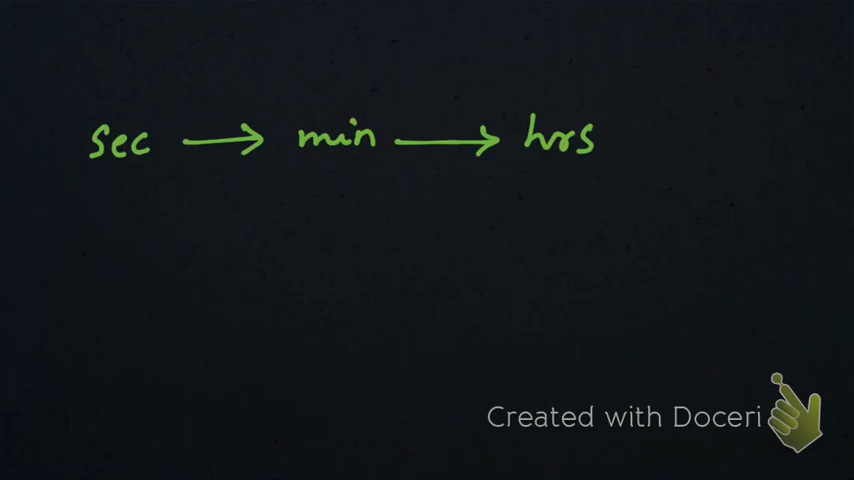 sec → min → hrs
Created with Doceri